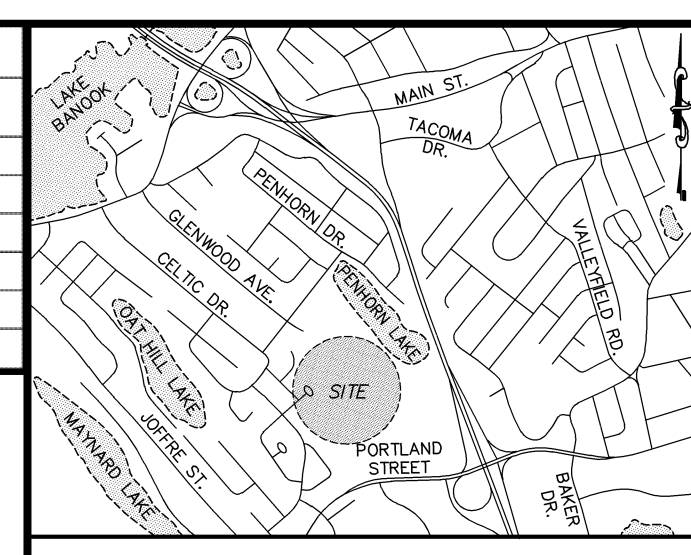 LAKE
BANOOK
MAIN ST.
TACOMA
DR.
PENHORN DR.
GLENWOOD AVE.
CELTIC DR.
VALLEYFIELD RD.
PENHORN LAKE
OAT HILL LAKE
SITE
MAYNARD LAKE
JOFFRE ST.
PORTLAND
STREET
BAKER
DR.